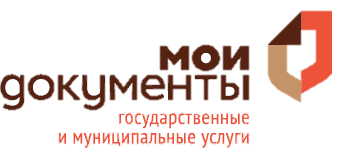 мои
документы
государственные
и муниципальные услуги